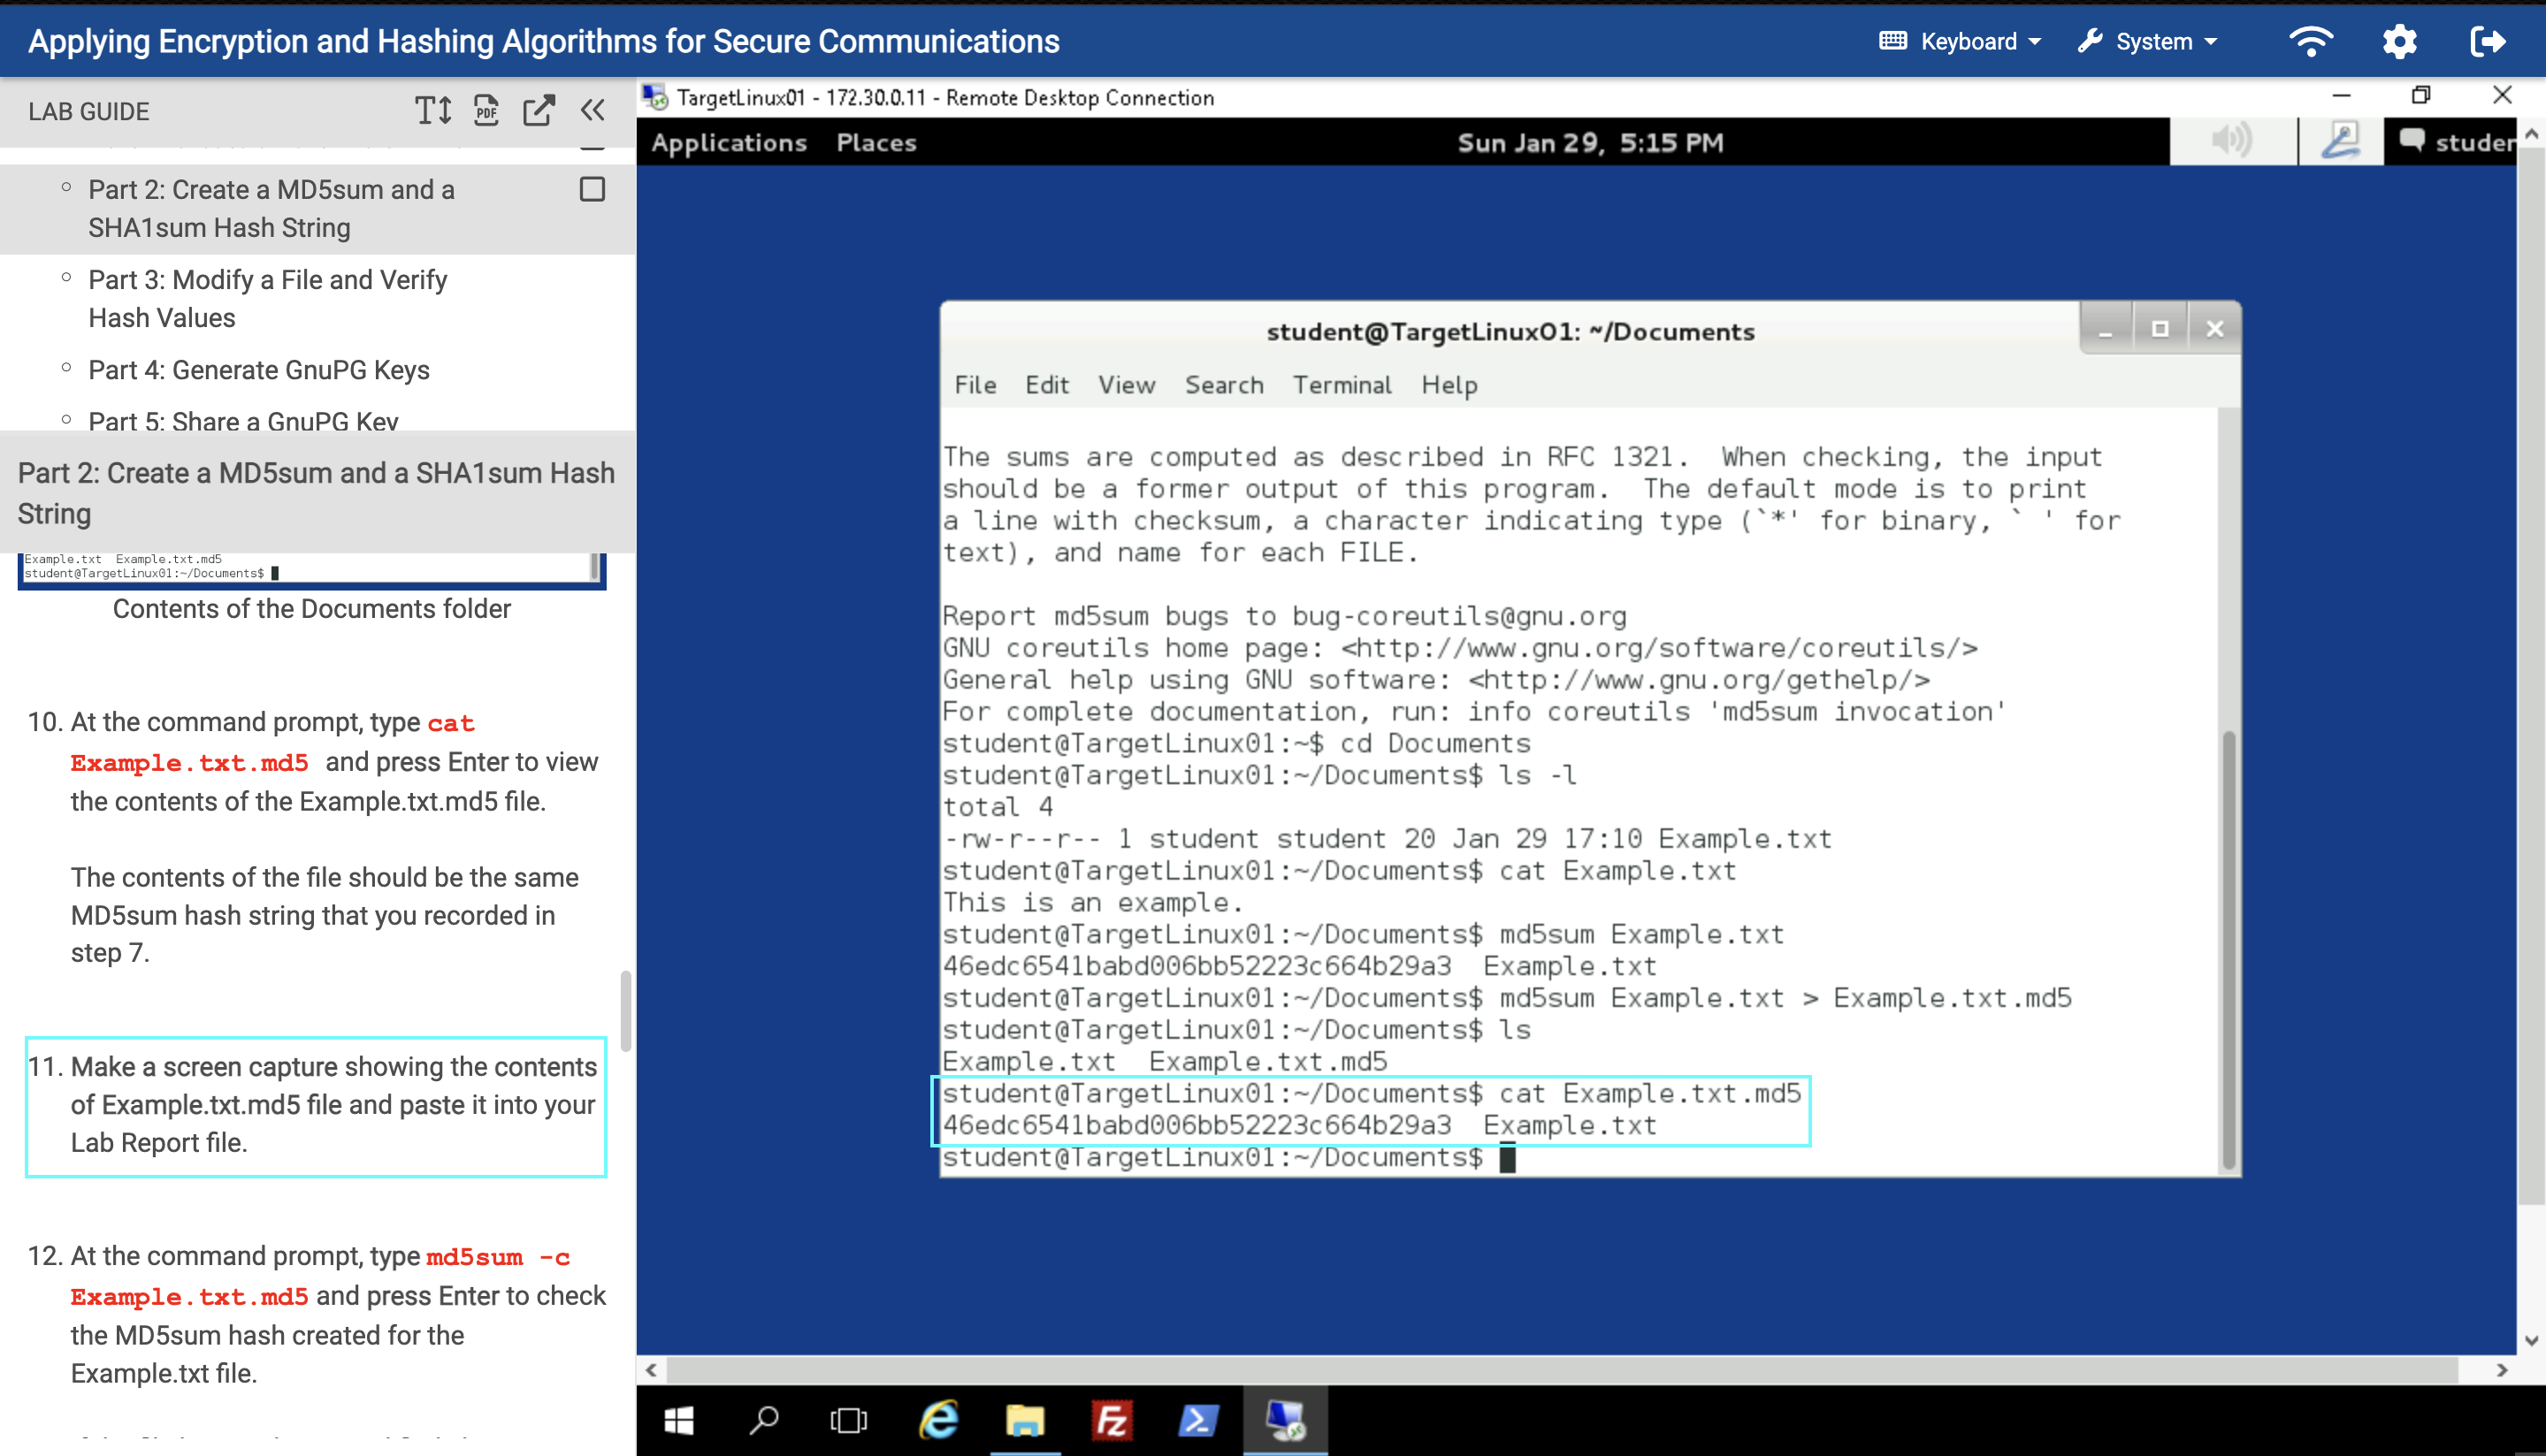 Applying Encryption and Hashing Algorithms for Secure Communications
Keyboard
System
LAB GUIDE
PDF
Part 2: Create a MD5sum and a
SHA1sum Hash String
Part 3: Modify a File and Verify
Hash Values
Part 4: Generate GnuPG Keys
Part 5: Share a GnuPG Key
Part 2: Create a MD5sum and a SHA1sum Hash
String
Example.txt  Example.txt.md5
student@TargetLinux01:~/Documents$
Contents of the Documents folder
10. At the command prompt, type cat
Example.txt.md5 and press Enter to view
the contents of the Example.txt.md5 file.
The contents of the file should be the same
MD5sum hash string that you recorded in
step 7.
11. Make a screen capture showing the contents
of Example.txt.md5 file and paste it into your
Lab Report file.
12. At the command prompt, type md5sum -c
Example.txt.md5 and press Enter to check
the MD5sum hash created for the
Example.txt file.
TargetLinux01 - 172.30.0.11 - Remote Desktop Connection
Applications Places
Sun Jan 29, 5:15 PM
studen
student@TargetLinux01: ~/Documents
File Edit View Search Terminal Help
The sums are computed as described in RFC 1321.  When checking, the input
should be a former output of this program.  The default mode is to print
a line with checksum, a character indicating type (`*' for binary, ` ' for
text), and name for each FILE.
Report md5sum bugs to bug-coreutils@gnu.org
GNU coreutils home page: <http://www.gnu.org/software/coreutils/>
General help using GNU software: <http://www.gnu.org/gethelp/>
For complete documentation, run: info coreutils 'md5sum invocation'
student@TargetLinux01:~$ cd Documents
student@TargetLinux01:~/Documents$ ls -l
total 4
-rw-r--r-- 1 student student 20 Jan 29 17:10 Example.txt
student@TargetLinux01:~/Documents$ cat Example.txt
This is an example.
student@TargetLinux01:~/Documents$ md5sum Example.txt
46edc6541babd006bb52223c664b29a3  Example.txt
student@TargetLinux01:~/Documents$ md5sum Example.txt > Example.txt.md5
student@TargetLinux01:~/Documents$ ls
Example.txt  Example.txt.md5
student@TargetLinux01:~/Documents$ cat Example.txt.md5
46edc6541babd006bb52223c664b29a3  Example.txt
student@TargetLinux01:~/Documents$
Fz